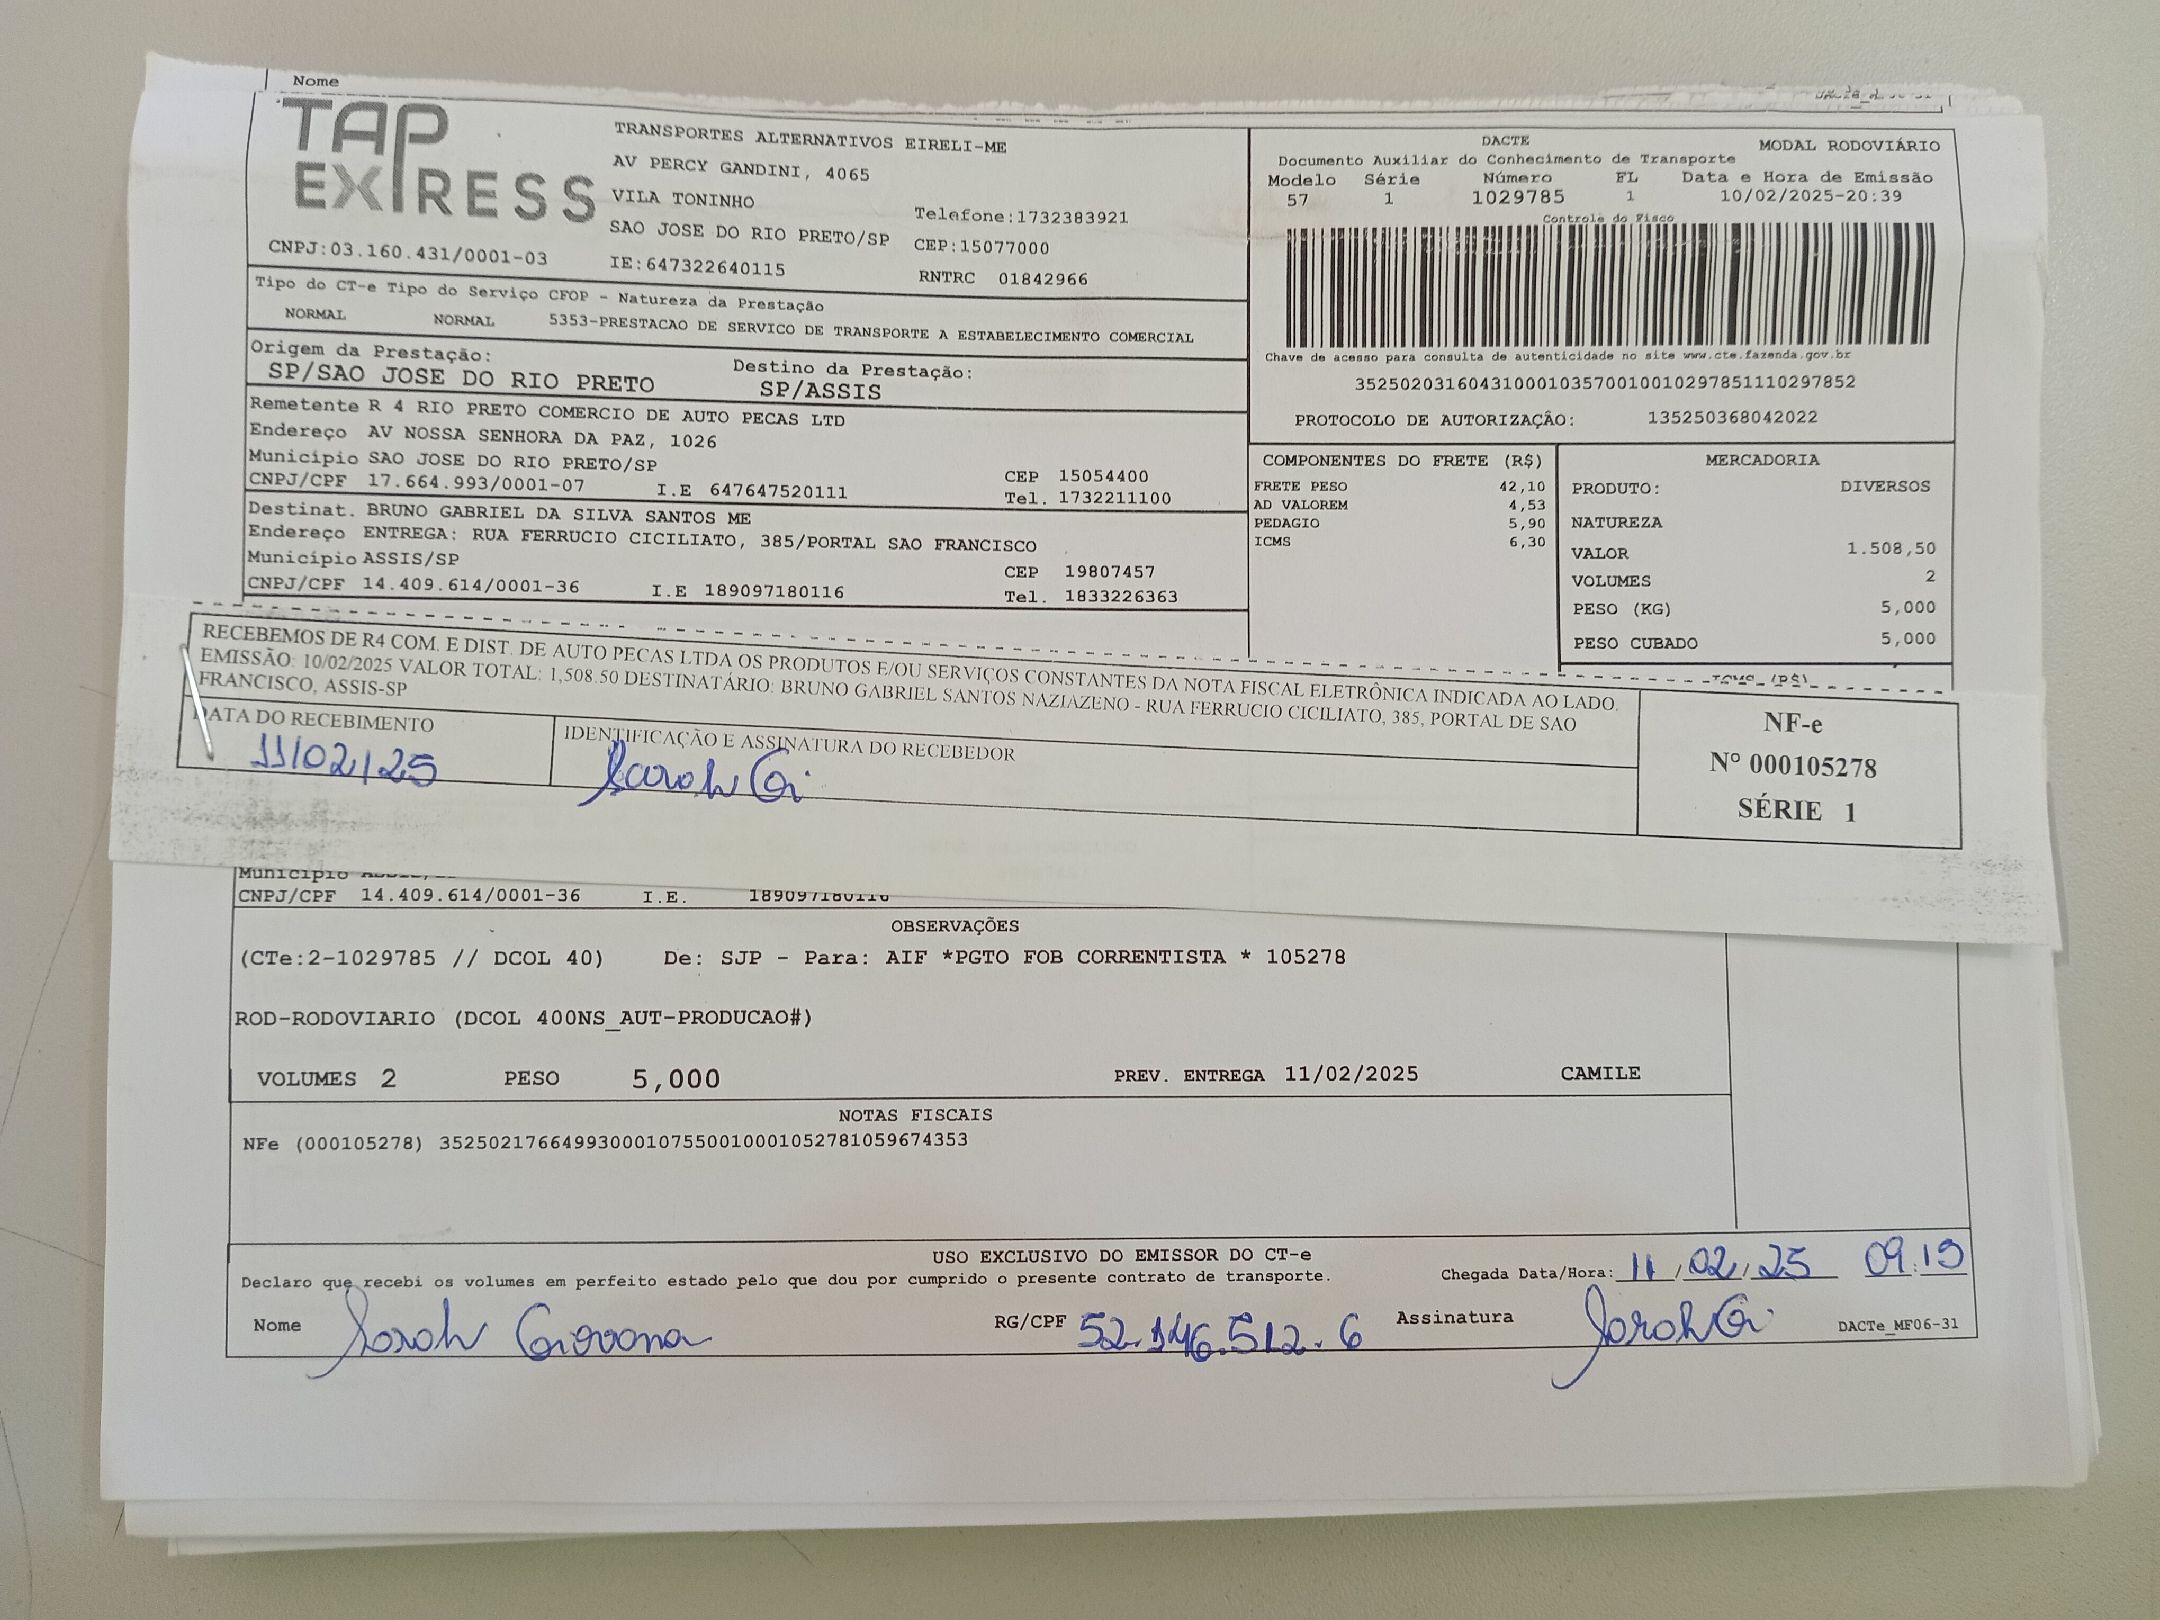 Nome
TAP EXPRESS
TRANSPORTES ALTERNATIVOS EIRELI-ME
AV PERCY GANDINI, 4065
VILA TONINHO
SAO JOSE DO RIO PRETO/SP
Telefone:1732383921
CEP:15077000
CNPJ:03.160.431/0001-03 IE:647322640115 RNTRC 01842966
DACTE MODAL RODOVIÁRIO
Documento Auxiliar do Conhecimento de Transporte
Modelo Série Número FL Data e Hora de Emissão
57 1 1029785 1 10/02/2025-20:39
Controle do Fisco
Chave de acesso para consulta de autenticidade no site www.cte.fazenda.gov.br
35250203160431000103570010010297851110297852
PROTOCOLO DE AUTORIZAÇÃO: 135250368042022
Tipo do CT-e Tipo do Serviço CFOP - Natureza da Prestação
NORMAL NORMAL 5353-PRESTACAO DE SERVICO DE TRANSPORTE A ESTABELECIMENTO COMERCIAL
Origem da Prestação: Destino da Prestação:
SP/SAO JOSE DO RIO PRETO SP/ASSIS
Remetente R 4 RIO PRETO COMERCIO DE AUTO PECAS LTD
Endereço AV NOSSA SENHORA DA PAZ, 1026
Município SAO JOSE DO RIO PRETO/SP CEP 15054400
CNPJ/CPF 17.664.993/0001-07 I.E 647647520111 Tel. 1732211100
Destinat. BRUNO GABRIEL DA SILVA SANTOS ME
Endereço ENTREGA: RUA FERRUCIO CICILIATO, 385/PORTAL SAO FRANCISCO
Município ASSIS/SP CEP 19807457
CNPJ/CPF 14.409.614/0001-36 I.E 189097180116 Tel. 1833226363
COMPONENTES DO FRETE (R$)
FRETE PESO 42,10
AD VALOREM 4,53
PEDAGIO 5,90
ICMS 6,30
MERCADORIA
PRODUTO: DIVERSOS
NATUREZA
VALOR 1.508,50
VOLUMES 2
PESO (KG) 5,000
PESO CUBADO 5,000
RECEBEMOS DE R4 COM. E DIST. DE AUTO PECAS LTDA OS PRODUTOS E/OU SERVIÇOS CONSTANTES DA NOTA FISCAL ELETRÔNICA INDICADA AO LADO.
EMISSÃO: 10/02/2025 VALOR TOTAL: 1,508.50 DESTINATÁRIO: BRUNO GABRIEL SANTOS NAZIAZENO - RUA FERRUCIO CICILIATO, 385, PORTAL DE SAO
FRANCISCO, ASSIS-SP
DATA DO RECEBIMENTO IDENTIFICAÇÃO E ASSINATURA DO RECEBEDOR
11/02/25 Sarah Gi
NF-e
Nº 000105278
SÉRIE 1
Município
CNPJ/CPF 14.409.614/0001-36 I.E. 189097180116
OBSERVAÇÕES
(CTe:2-1029785 // DCOL 40) De: SJP - Para: AIF *PGTO FOB CORRENTISTA * 105278
ROD-RODOVIARIO (DCOL 400NS_AUT-PRODUCAO#)
VOLUMES 2 PESO 5,000 PREV. ENTREGA 11/02/2025 CAMILE
NOTAS FISCAIS
NFe (000105278) 35250217664993000107550010001052781059674353
USO EXCLUSIVO DO EMISSOR DO CT-e
Declaro que recebi os volumes em perfeito estado pelo que dou por cumprido o presente contrato de transporte. Chegada Data/Hora: 11/02/25 09:19
Nome Sarah Giovana RG/CPF 52.146.512.6 Assinatura Sarah Gi DACTe_MF06-31